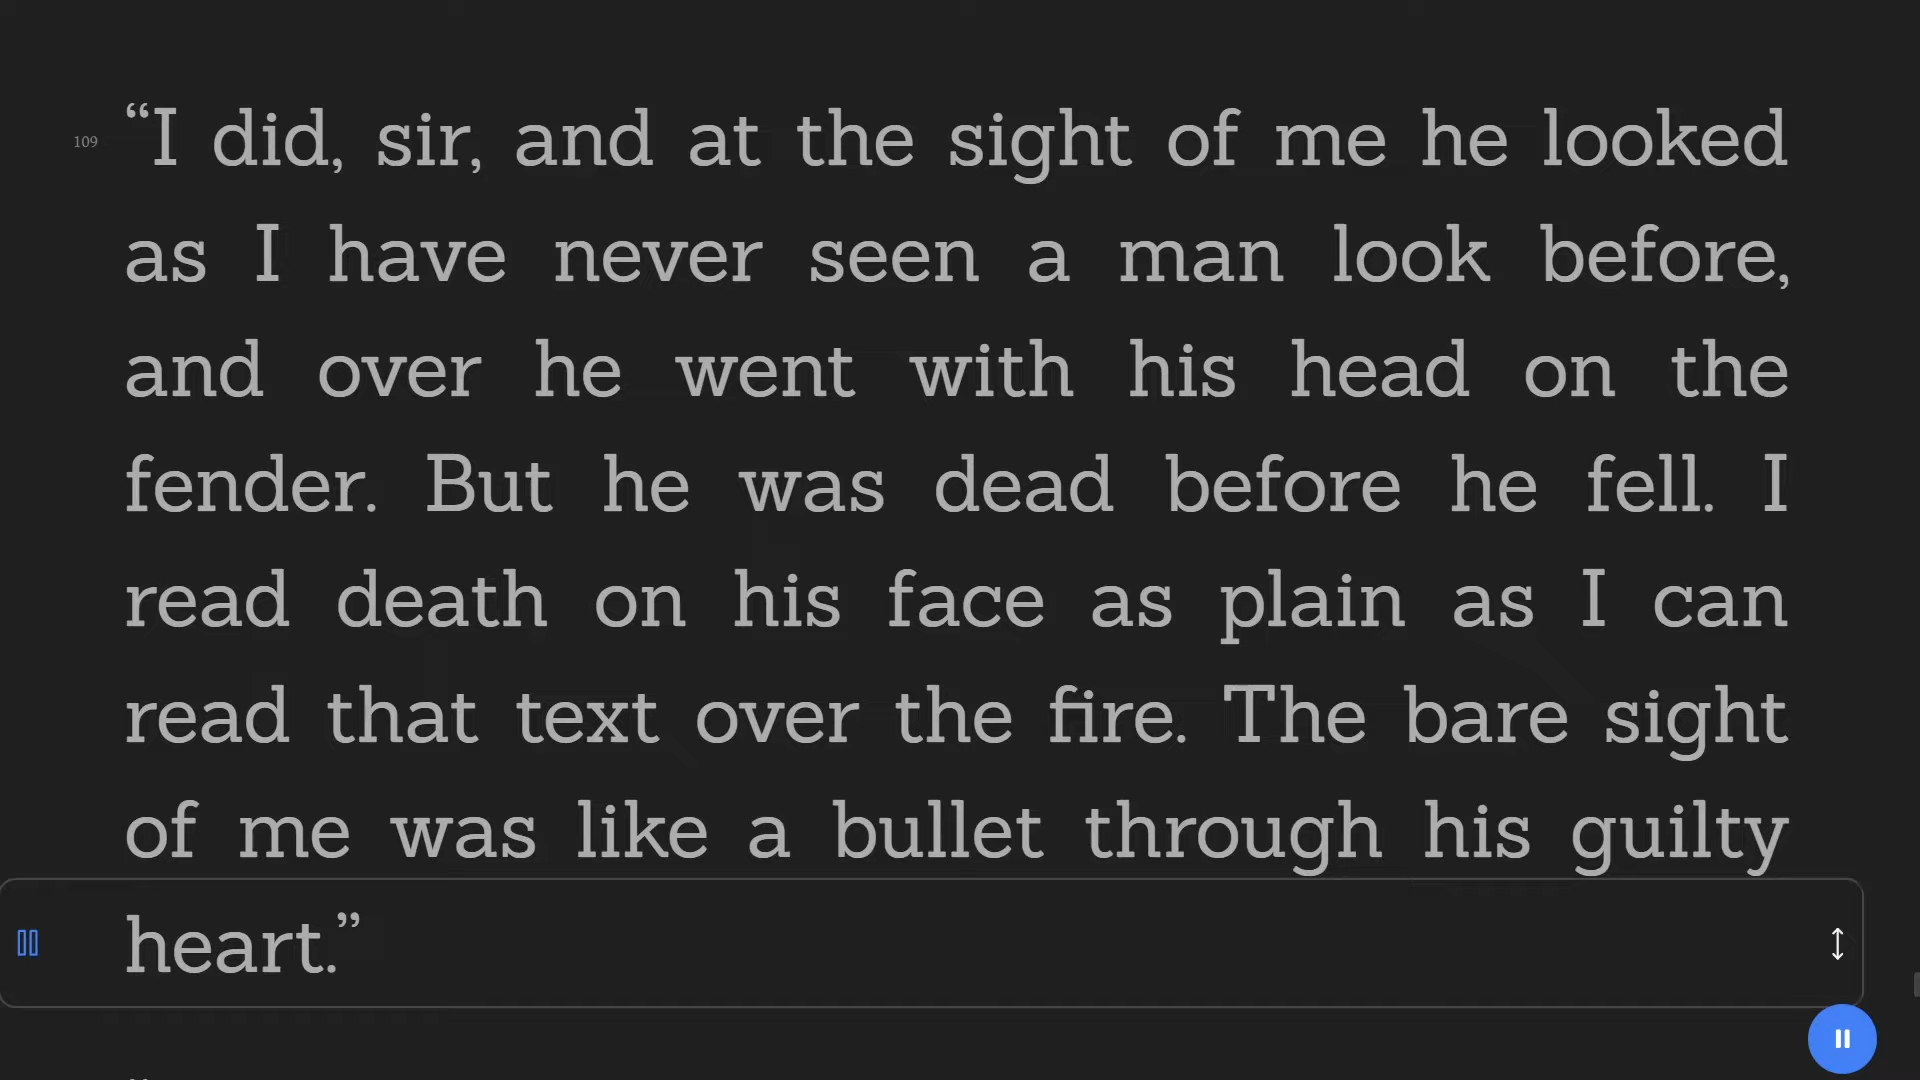 109
“I did, sir, and at the sight of me he looked
as I have never seen a man look before,
and over he went with his head on the
fender. But he was dead before he fell. I
read death on his face as plain as I can
read that text over the fire. The bare sight
of me was like a bullet through his guilty
heart.”